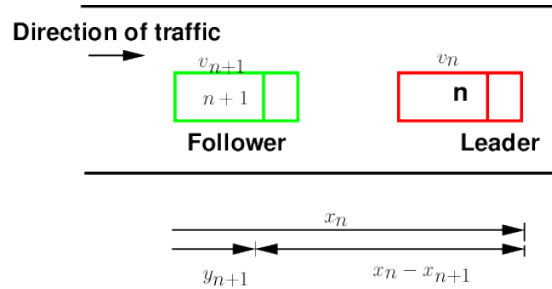 Direction of traffic
v_{n+1} v_n
n + 1 n
Follower Leader
x_n
y_{n+1} x_n − x_{n+1}